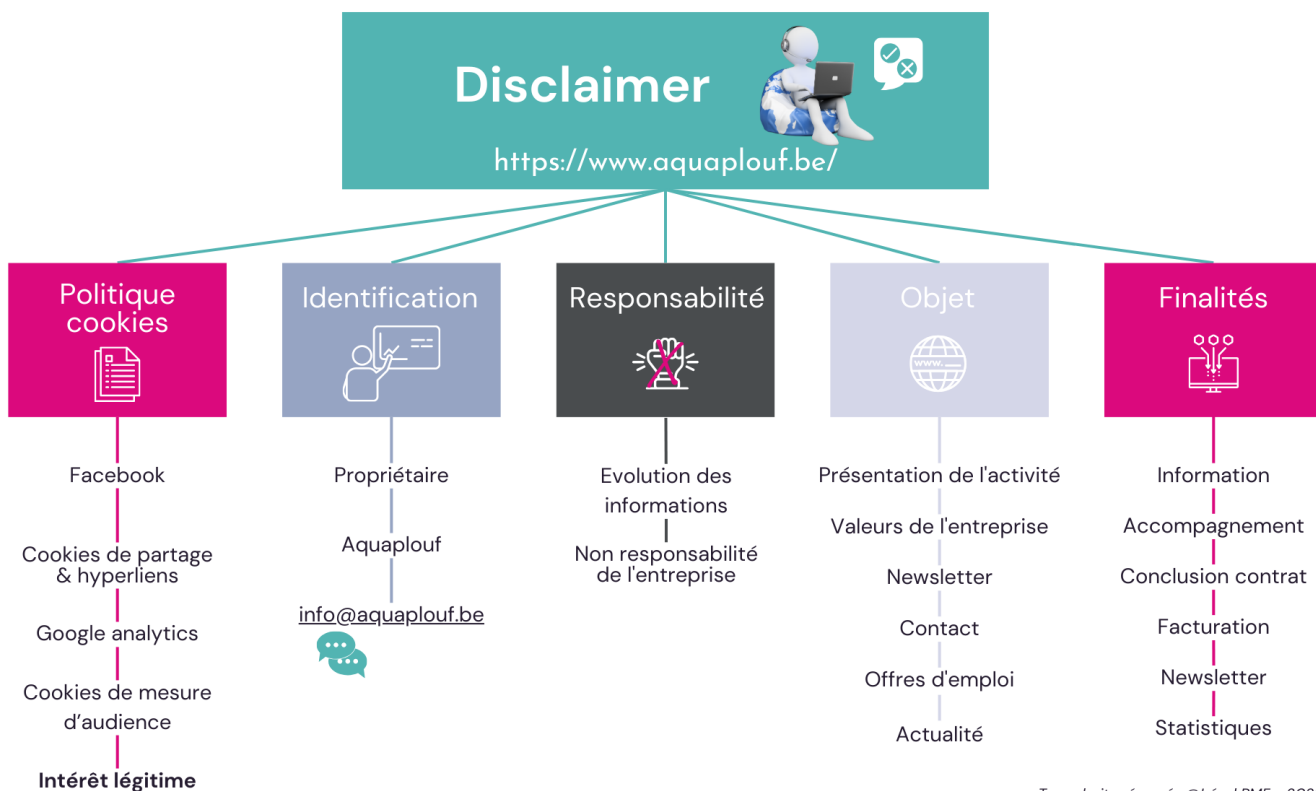 Disclaimer
https://www.aquaplouf.be/
Politique
cookies
Facebook
Cookies de partage
& hyperliens
Google analytics
Cookies de mesure
d’audience
Intérêt légitime
Identification
Propriétaire
Aquaplouf
info@aquaplouf.be
Responsabilité
Evolution des
informations
Non responsabilité
de l'entreprise
Objet
www.
Présentation de l'activité
Valeurs de l'entreprise
Newsletter
Contact
Offres d'emploi
Actualité
Finalités
Information
Accompagnement
Conclusion contrat
Facturation
Newsletter
Statistiques